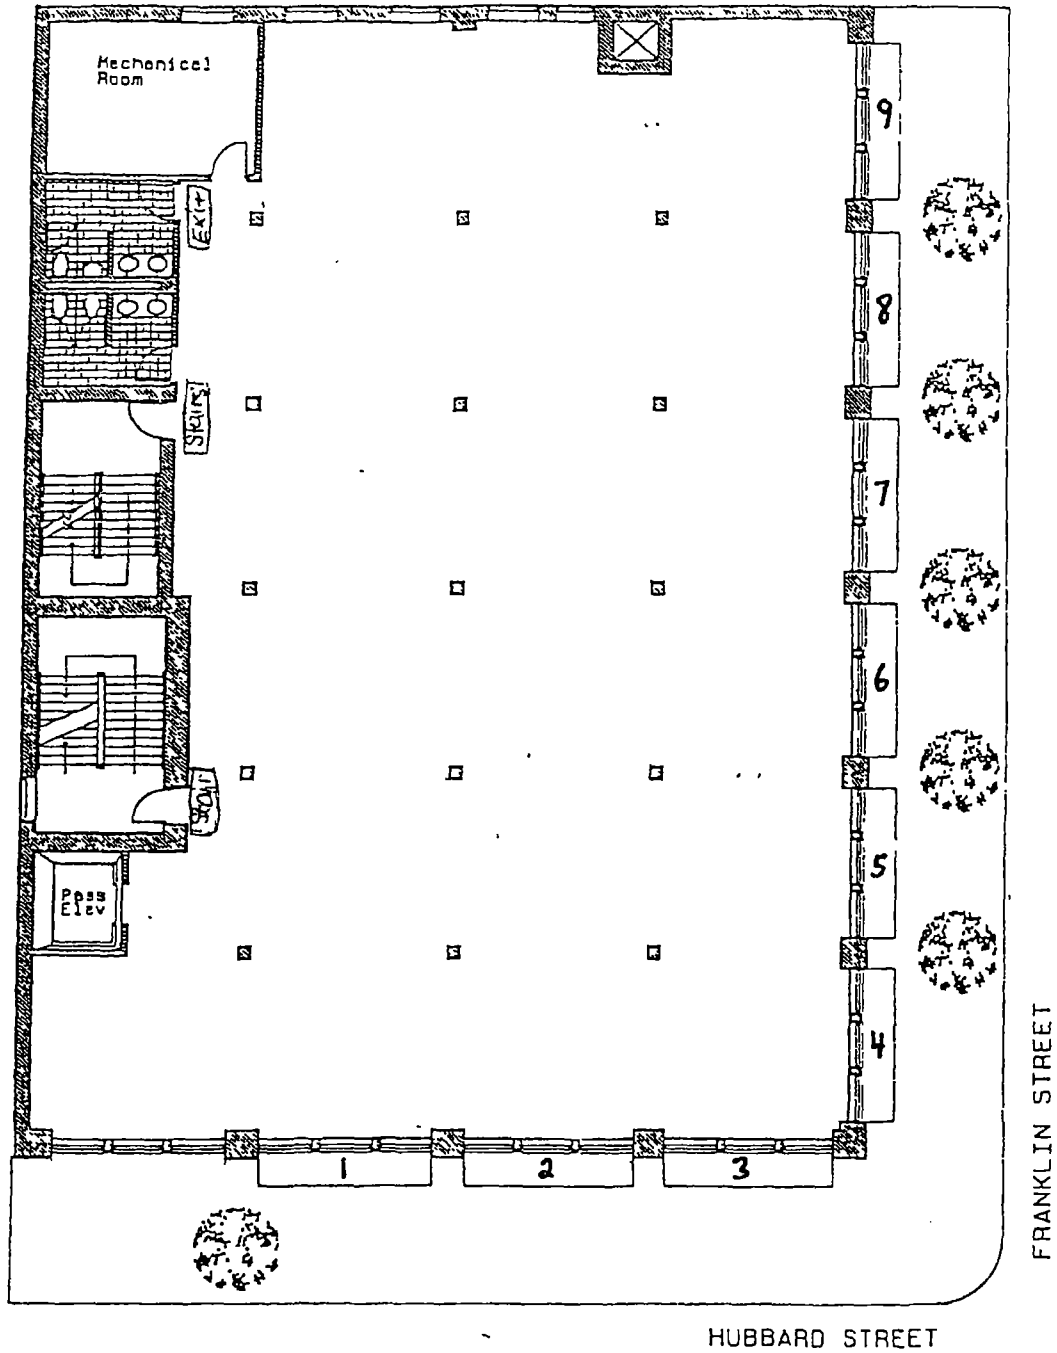 Mechanical
Room
9
Exit
8
Stairs
7
6
Stair
5
Pass
Elev
4
1
2
3
FRANKLIN STREET
HUBBARD STREET